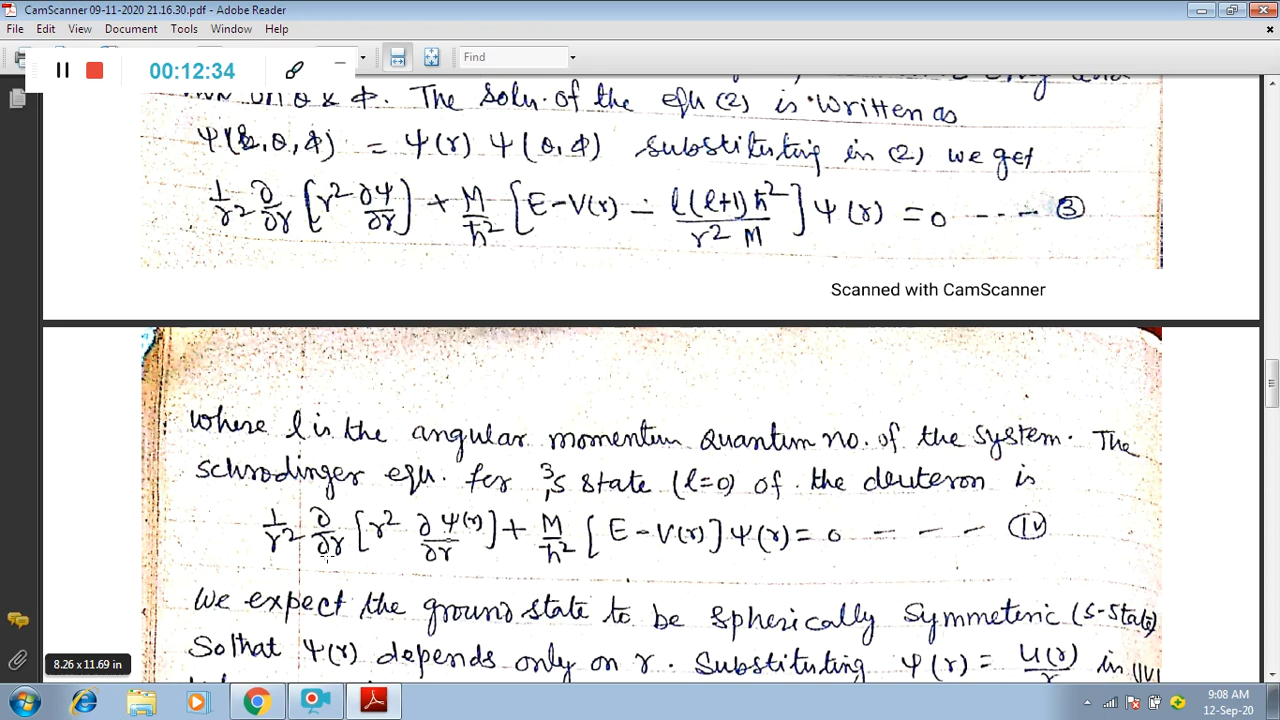 CamScanner 09-11-2020 21.16.30.pdf - Adobe Reader
File Edit View Document Tools Window Help
00:12:34
Find
θ & Φ. The Soln. of the eqn (2) is written as
Ψ(r, θ, φ) = Ψ(r) Ψ(θ, φ) substituting in (2) we get
1/r² ∂/∂r [r² ∂Ψ/∂r] + M/ħ² [E - V(r) - l(l+1)ħ²/r² M] Ψ(r) = 0 - - - - ③
Scanned with CamScanner
Where l is the angular momentum Quantum no. of the system. The
schrodinger eqn. for ³₁S state (l=0) of the deuteron is
1/r² ∂/∂r [r² ∂Ψ(r)/∂r] + M/ħ² [E - V(r)] Ψ(r) = 0 - - - - (IV)
We expect the ground state to be spherically symmeteric (S-State)
So that Ψ(r) depends only on r. Substituting Ψ(r) = U(r)/r in (IV)
8.26 x 11.69 in
9:08 AM
12-Sep-20